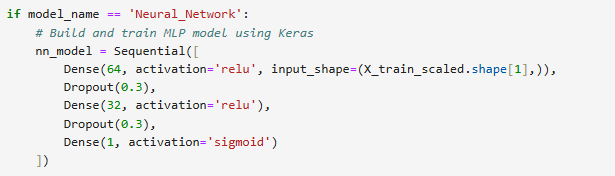 if model_name == 'Neural_Network':
    # Build and train MLP model using Keras
    nn_model = Sequential([
        Dense(64, activation='relu', input_shape=(X_train_scaled.shape[1],)),
        Dropout(0.3),
        Dense(32, activation='relu'),
        Dropout(0.3),
        Dense(1, activation='sigmoid')
    ])